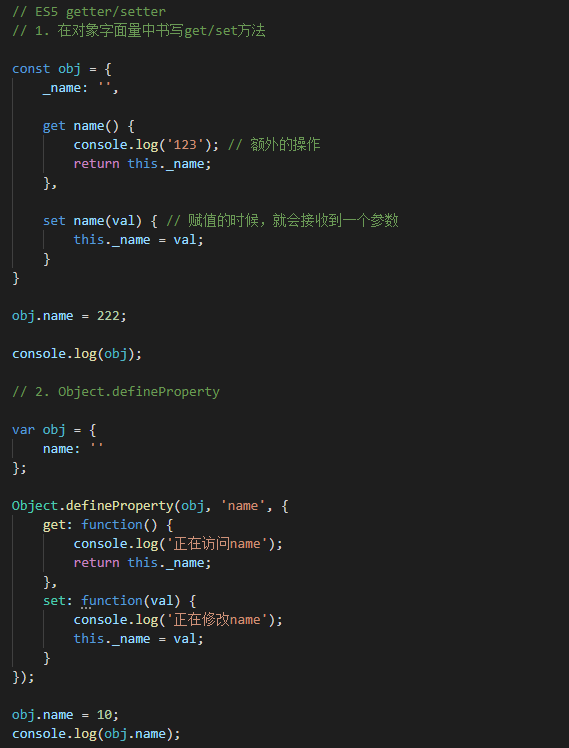 // ES5 getter/setter
// 1. 在对象字面量中书写get/set方法
const obj = {
    _name: '',
    get name() {
        console.log('123'); // 额外的操作
        return this._name;
    },
    set name(val) { // 赋值的时候，就会接收到一个参数
        this._name = val;
    }
}
obj.name = 222;
console.log(obj);
// 2. Object.defineProperty
var obj = {
    name: ''
};
Object.defineProperty(obj, 'name', {
    get: function() {
        console.log('正在访问name');
        return this._name;
    },
    set: function(val) {
        console.log('正在修改name');
        this._name = val;
    }
});
obj.name = 10;
console.log(obj.name);